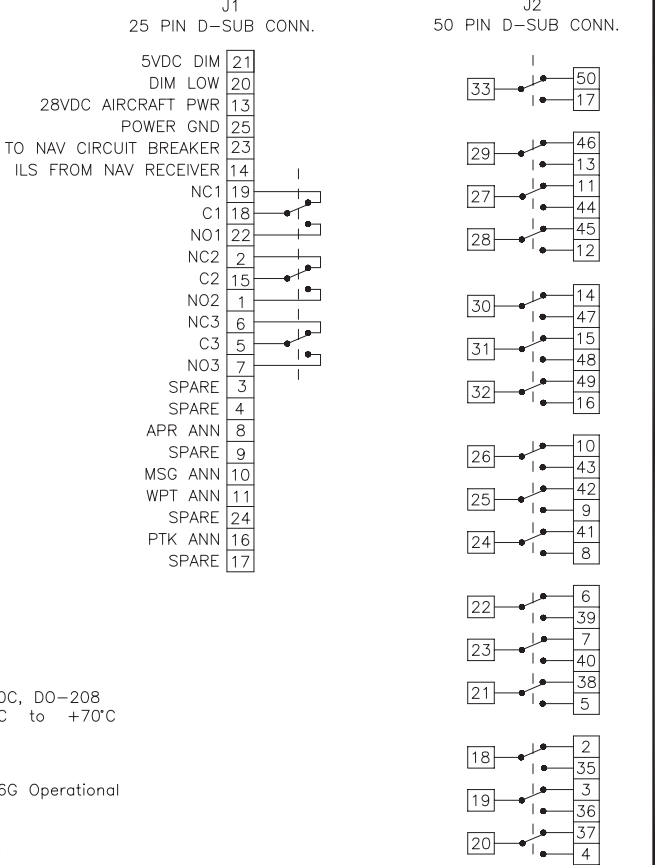 J1
25 PIN D-SUB CONN.
5VDC DIM 21
DIM LOW 20
28VDC AIRCRAFT PWR 13
POWER GND 25
TO NAV CIRCUIT BREAKER 23
ILS FROM NAV RECEIVER 14
NC1 19
C1 18
NO1 22
NC2 2
C2 15
NO2 1
NC3 6
C3 5
NO3 7
SPARE 3
SPARE 4
APR ANN 8
SPARE 9
MSG ANN 10
WPT ANN 11
SPARE 24
PTK ANN 16
SPARE 17
J2
50 PIN D-SUB CONN.
33 50
17
29 46
13
27 11
44
28 45
12
30 14
47
31 15
48
32 49
16
26 10
43
25 42
9
24 41
8
22 6
39
23 7
40
21 38
5
18 2
35
19 3
36
20 37
4
0C, DO-208
C to +70°C
6G Operational